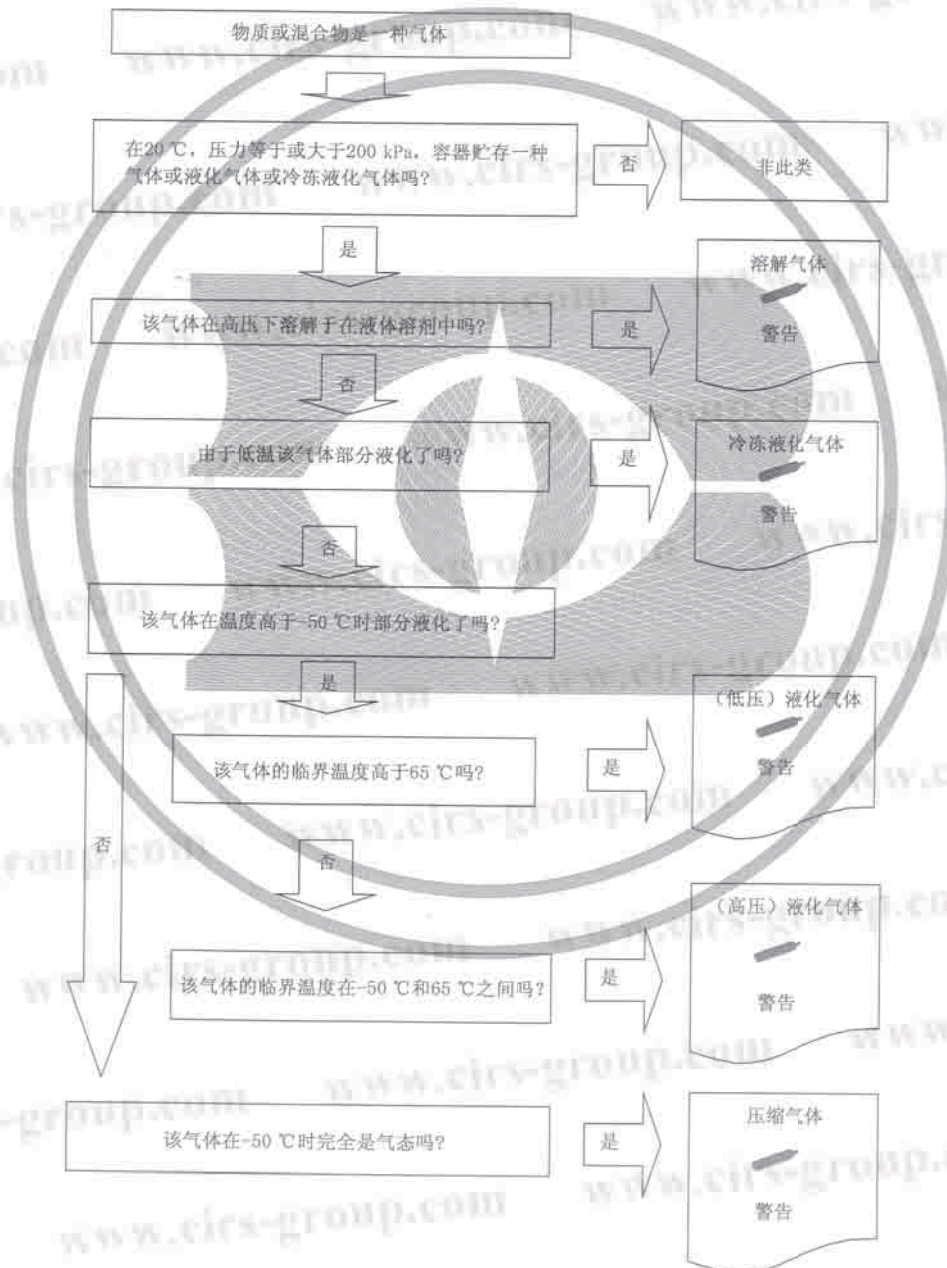 物质或混合物是一种气体
在20 ℃，压力等于或大于200 kPa，容器贮存一种
气体或液化气体或冷冻液化气体吗?
否
非此类
是
溶解气体
警告
该气体在高压下溶解于在液体溶剂中吗?
是
否
冷冻液化气体
警告
由于低温该气体部分液化了吗?
是
否
该气体在温度高于-50 ℃时部分液化了吗?
是
（低压）液化气体
警告
该气体的临界温度高于65 ℃吗?
是
否
否
（高压）液化气体
警告
该气体的临界温度在-50 ℃和65 ℃之间吗?
是
该气体在-50 ℃时完全是气态吗?
是
压缩气体
警告
www.cirs-group.com